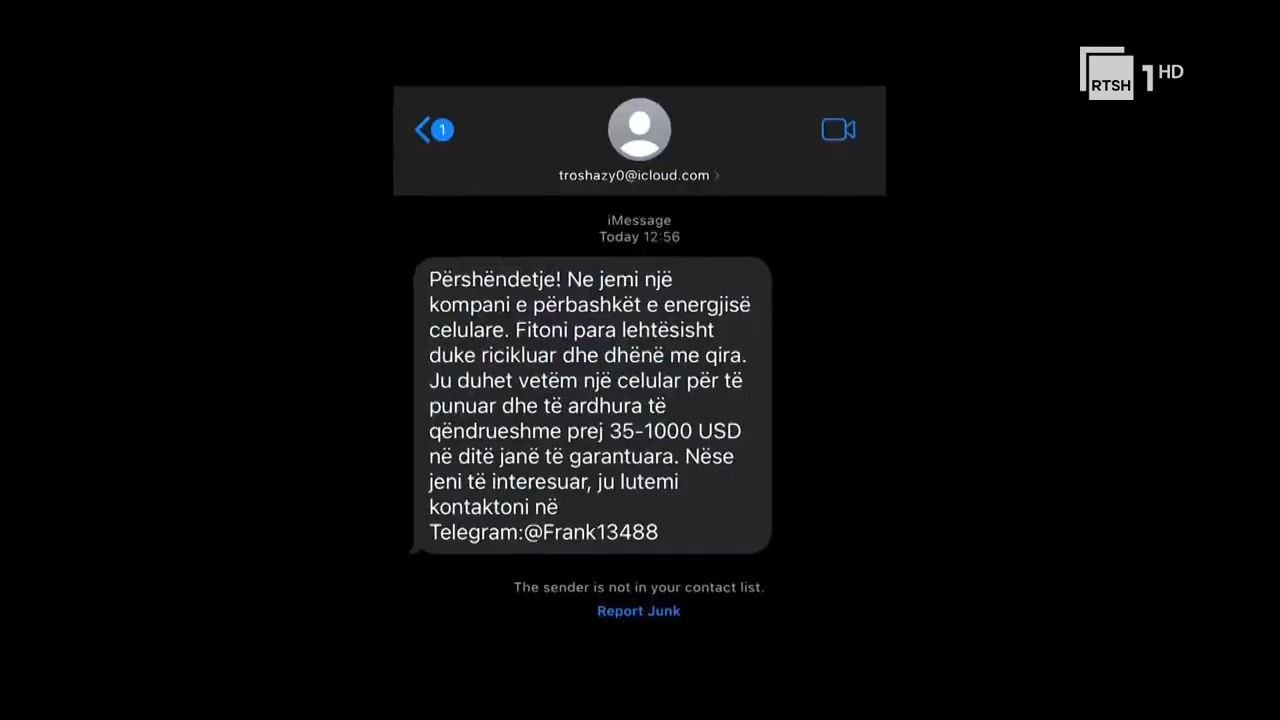 RTSH 1 HD
1
troshazy0@icloud.com
iMessage
Today 12:56
Përshëndetje! Ne jemi një
kompani e përbashkët e energjisë
celulare. Fitoni para lehtësisht
duke ricikluar dhe dhënë me qira.
Ju duhet vetëm një celular për të
punuar dhe të ardhura të
qëndrueshme prej 35-1000 USD
në ditë janë të garantuara. Nëse
jeni të interesuar, ju lutemi
kontaktoni në
Telegram:@Frank13488
The sender is not in your contact list.
Report Junk